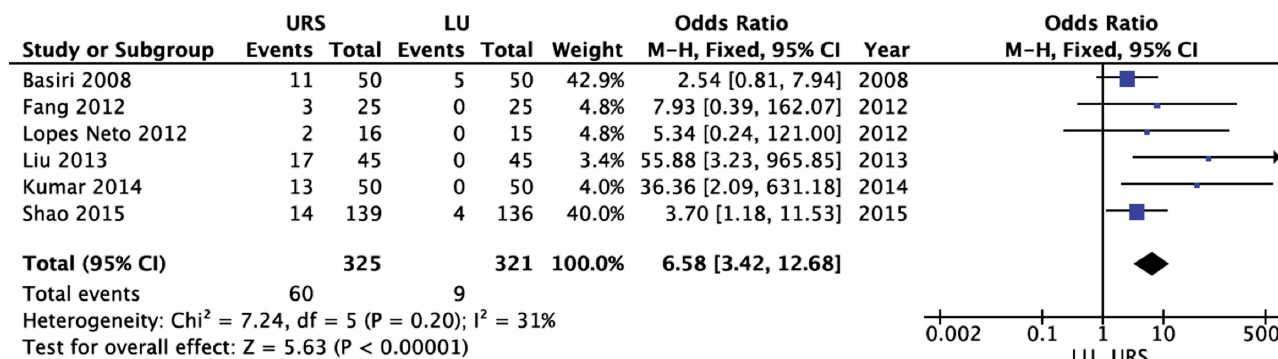 URS LU Odds Ratio Odds Ratio
Study or Subgroup Events Total Events Total Weight M-H, Fixed, 95% CI Year M-H, Fixed, 95% CI
Basiri 2008 11 50 5 50 42.9% 2.54 [0.81, 7.94] 2008
Fang 2012 3 25 0 25 4.8% 7.93 [0.39, 162.07] 2012
Lopes Neto 2012 2 16 0 15 4.8% 5.34 [0.24, 121.00] 2012
Liu 2013 17 45 0 45 3.4% 55.88 [3.23, 965.85] 2013
Kumar 2014 13 50 0 50 4.0% 36.36 [2.09, 631.18] 2014
Shao 2015 14 139 4 136 40.0% 3.70 [1.18, 11.53] 2015
Total (95% CI) 325 321 100.0% 6.58 [3.42, 12.68]
Total events 60 9
Heterogeneity: Chi² = 7.24, df = 5 (P = 0.20); I² = 31%
Test for overall effect: Z = 5.63 (P < 0.00001)
0.002 0.1 1 10 500
LU URS